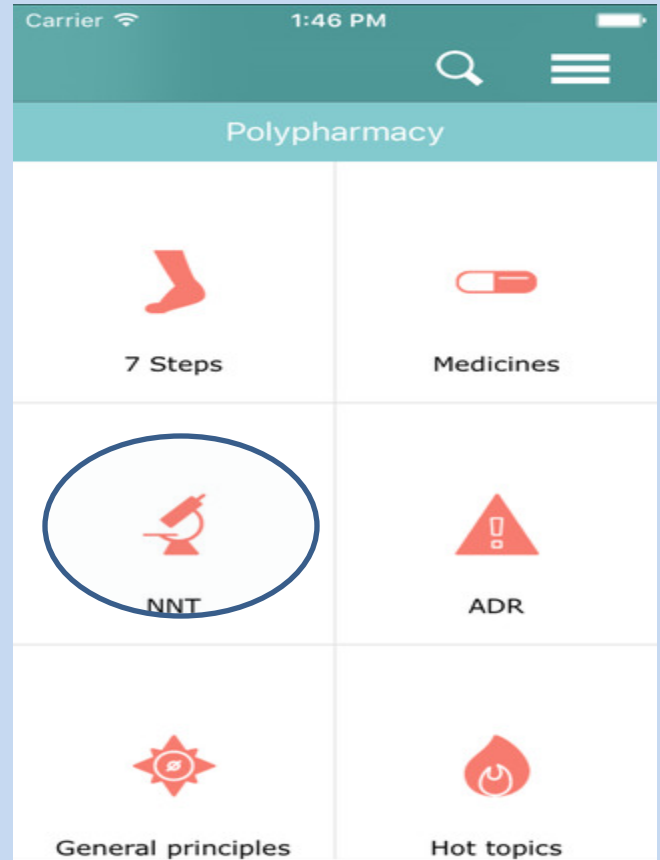 Carrier 1:46 PM
Polypharmacy
7 Steps Medicines
NNT ADR
General principles Hot topics